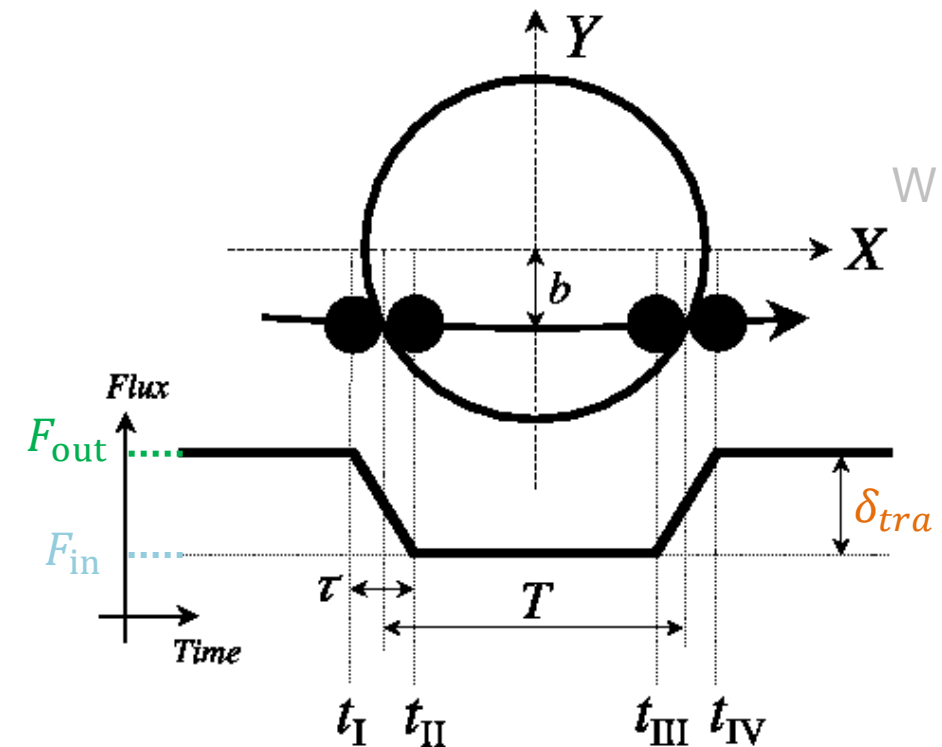 Y
W
X
b
Flux
F_out
δ_tra
F_in
τ
T
Time
t_I t_II t_III t_IV